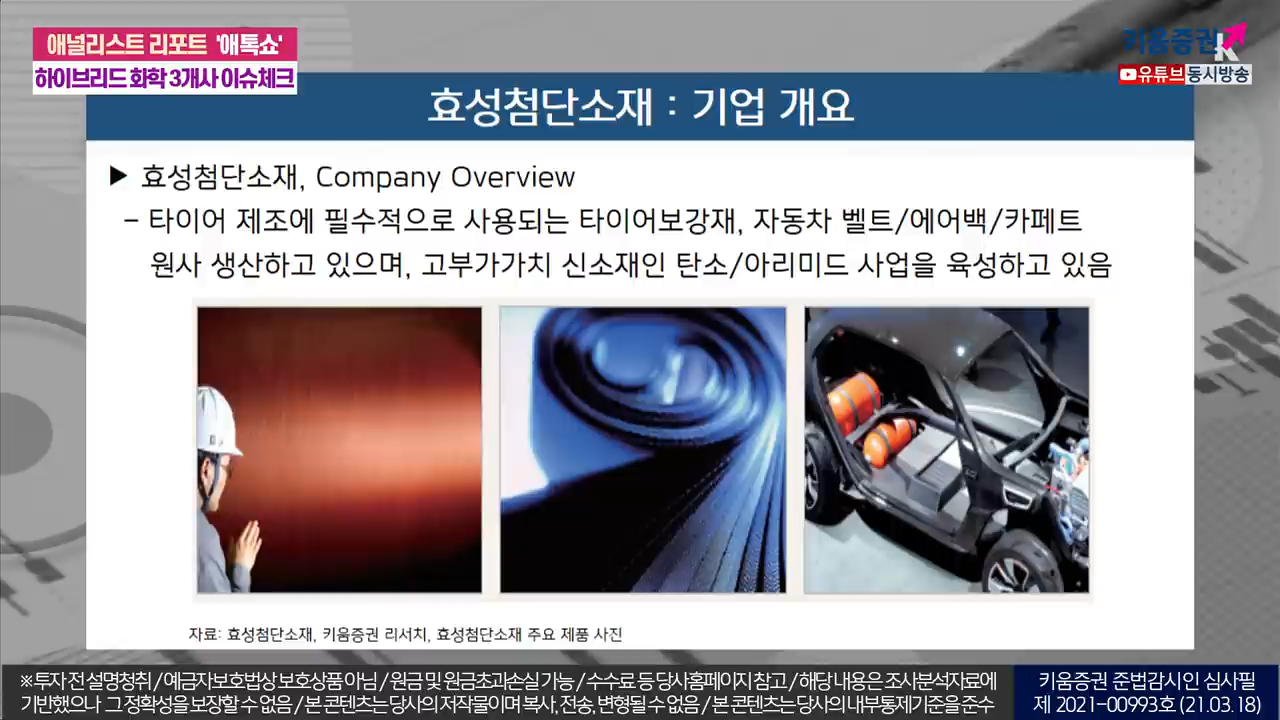 애널리스트 리포트 '애톡쇼'
하이브리드 화학 3개사 이슈체크
키움증권
유튜브동시방송
효성첨단소재 : 기업 개요
▶ 효성첨단소재, Company Overview
– 타이어 제조에 필수적으로 사용되는 타이어보강재, 자동차 벨트/에어백/카페트
원사 생산하고 있으며, 고부가가치 신소재인 탄소/아리미드 사업을 육성하고 있음
자료: 효성첨단소재, 키움증권 리서치, 효성첨단소재 주요 제품 사진
※투자 전 설명청취 / 예금자보호법상 보호상품 아님 / 원금 및 원금초과손실 가능 / 수수료 등 당사홈페이지 참고 / 해당 내용은 조사분석자료에
기반했으나 그 정확성을 보장할 수 없음 / 본 콘텐츠는 당사의 저작물이며 복사, 전송, 변형될 수 없음 / 본 콘텐츠는 당사의 내부통제기준을 준수
키움증권 준법감시인 심사필
제 2021-00993호 (21.03.18)